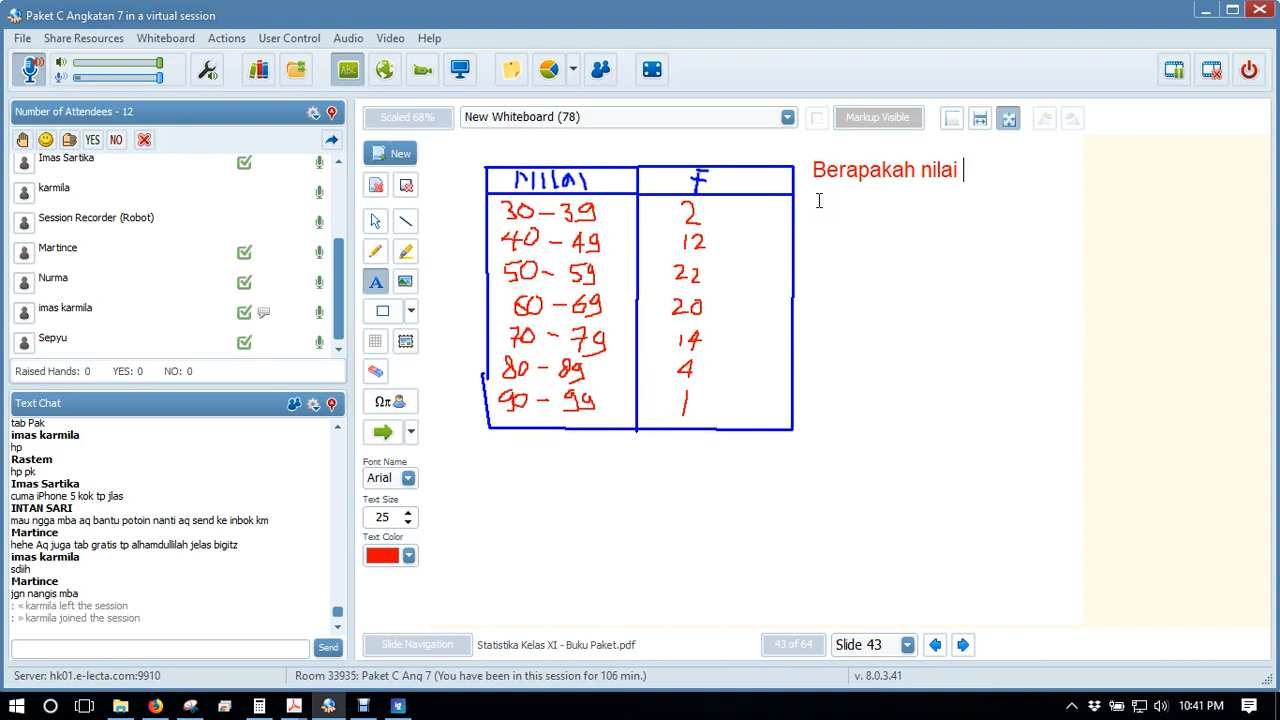 Paket C Angkatan 7 in a virtual session
File Share Resources Whiteboard Actions User Control Audio Video Help
ABC
Number of Attendees - 12
YES NO
Imas Sartika
karmila
Session Recorder (Robot)
Martince
Nurma
imas karmila
Sepyu
Raised Hands: 0 YES: 0 NO: 0
Text Chat
tab Pak
imas karmila
hp
Rastem
hp pk
Imas Sartika
cuma iPhone 5 kok tp jlas
INTAN SARI
mau ngga mba aq bantu potoin nanti aq send ke inbok km
Martince
hehe Aq juga tab gratis tp alhamdullilah jelas bigitz
imas karmila
sdiih
Martince
jgn nangis mba
: « karmila left the session
: » karmila joined the session
Send
Scaled 68% New Whiteboard (78) Markup Visible
New
A
Ωπ
Font Name
Arial
Text Size
25
Text Color
Nilai F
30 - 39 2
40 - 49 12
50 - 59 22
60 - 69 20
70 - 79 14
80 - 89 4
90 - 99 1
Berapakah nilai
Slide Navigation Statistika Kelas XI - Buku Paket.pdf 43 of 64 Slide 43
Server: hk01.e-lecta.com:9910 Room 33935: Paket C Ang 7 (You have been in this session for 106 min.) v. 8.0.3.41
10:41 PM